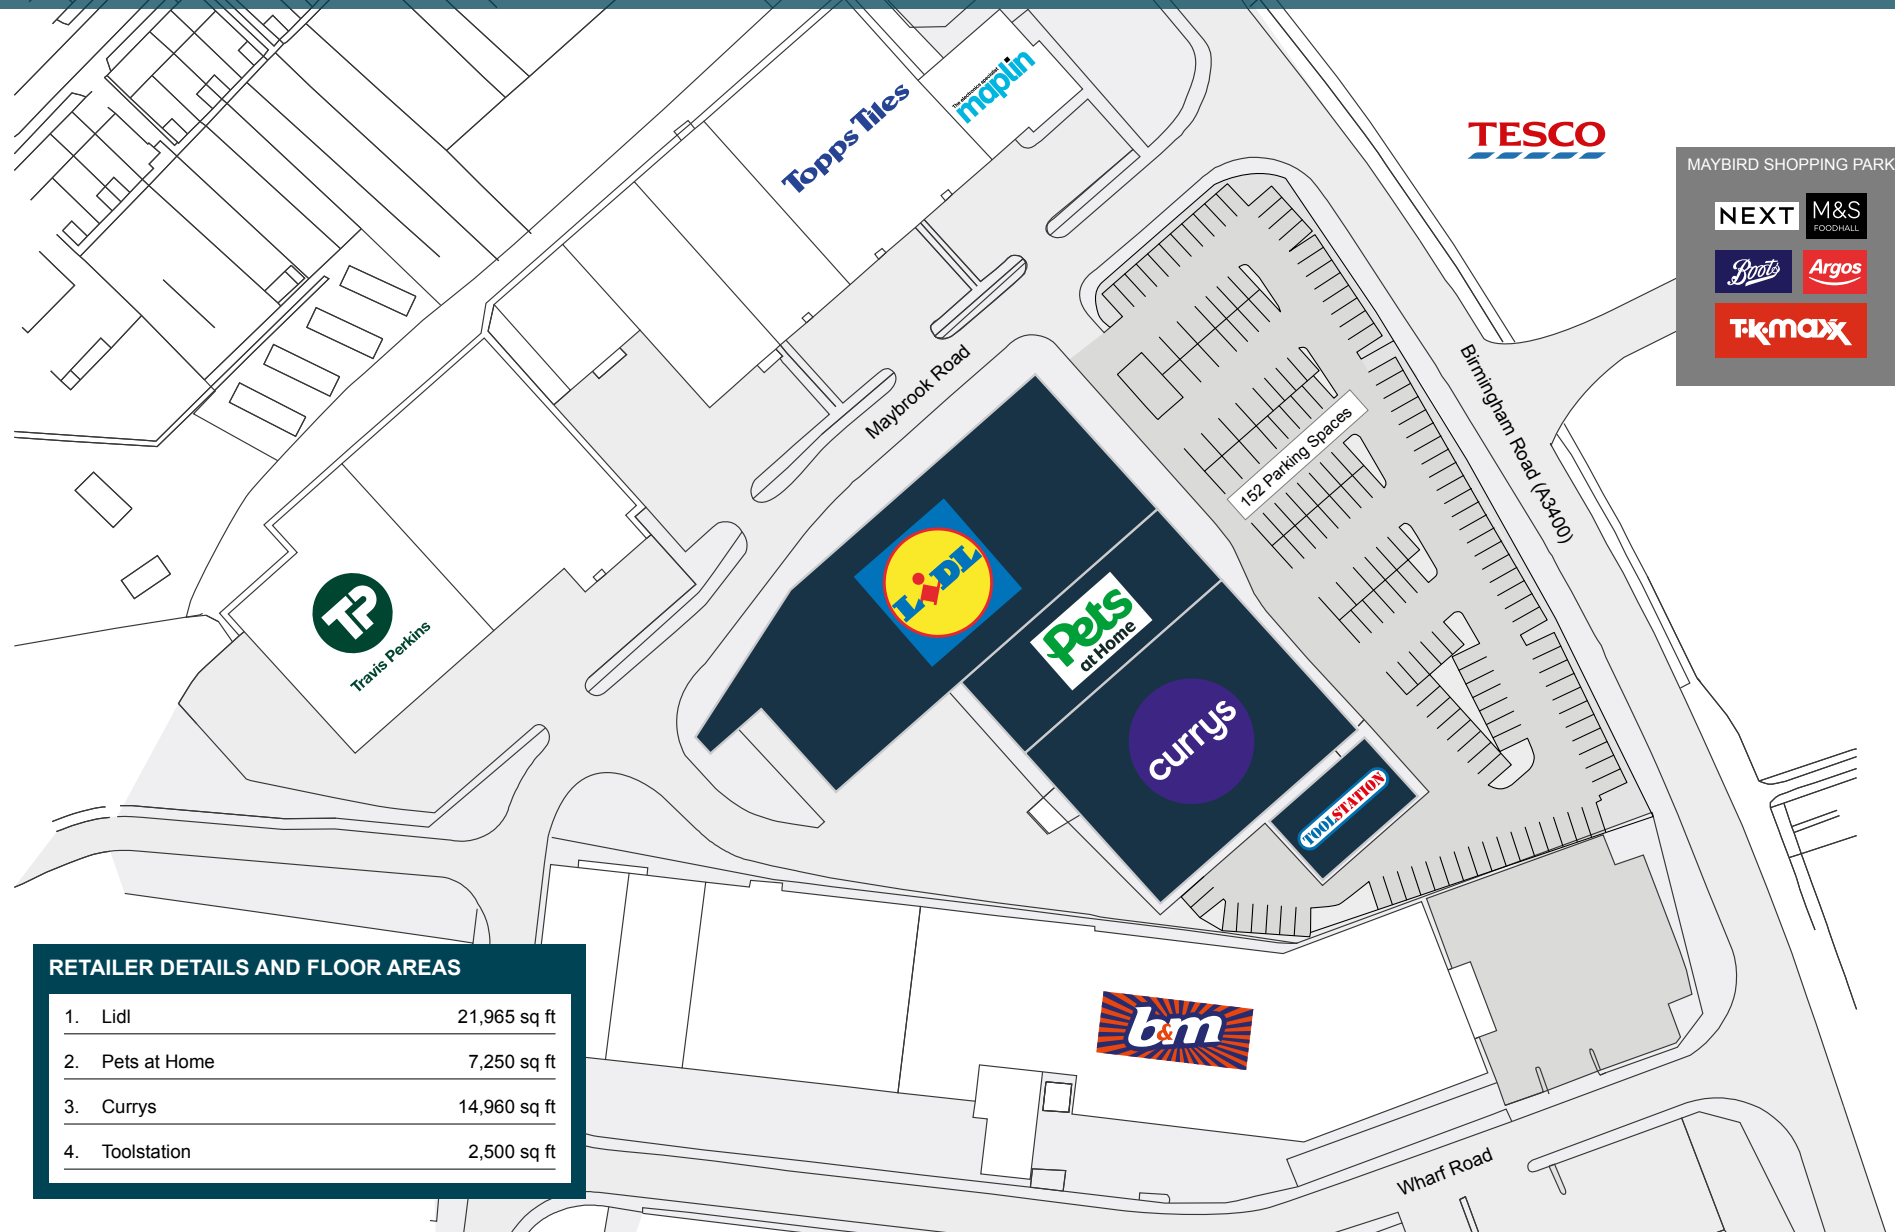 The electronics specialist
maplin
Topps Tiles
TESCO
MAYBIRD SHOPPING PARK
NEXT
M&S
FOODHALL
Boots
Argos
TK maxx
Maybrook Road
Birmingham Road (A3400)
152 Parking Spaces
LIDL
Pets
at Home
TP
Travis Perkins
currys
TOOLSTATION
b&m
Wharf Road
RETAILER DETAILS AND FLOOR AREAS
1. Lidl 21,965 sq ft
2. Pets at Home 7,250 sq ft
3. Currys 14,960 sq ft
4. Toolstation 2,500 sq ft